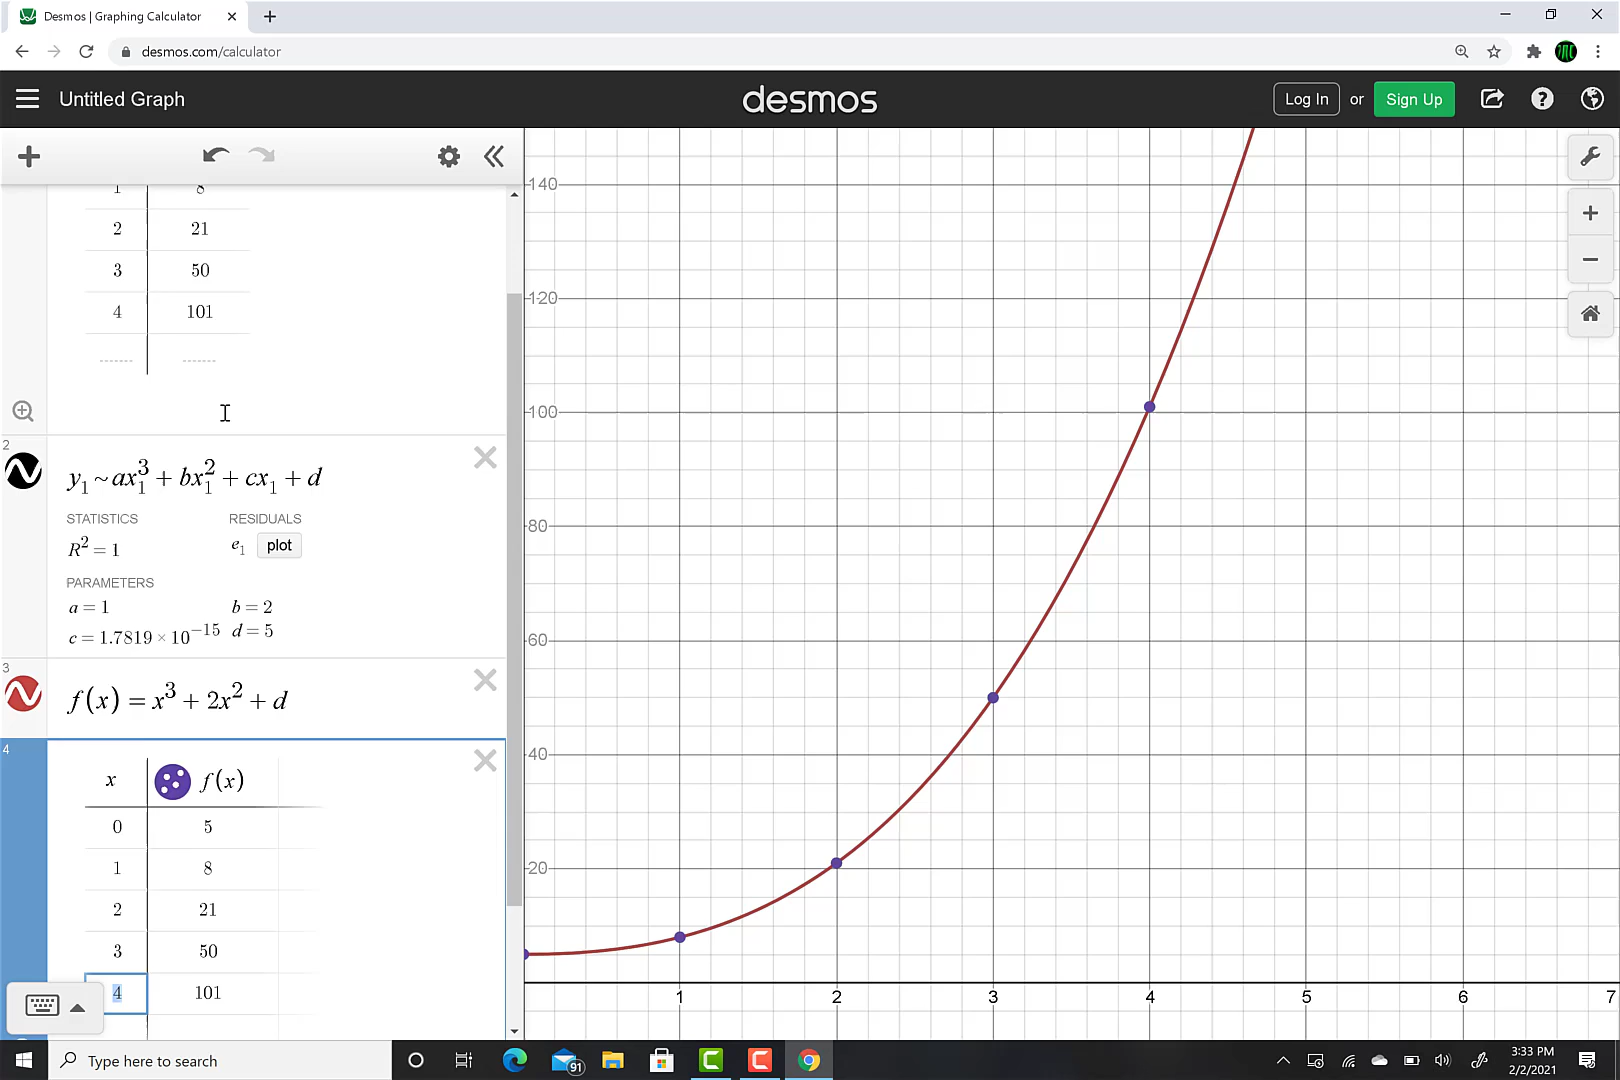 Desmos | Graphing Calculator
desmos.com/calculator
Untitled Graph
desmos
Log In or Sign Up
1 8
2 21
3 50
4 101
2
y₁ ~ ax₁³ + bx₁² + cx₁ + d
STATISTICS RESIDUALS
R² = 1 e₁ plot
PARAMETERS
a = 1 b = 2
c = 1.7819 × 10⁻¹⁵ d = 5
3
f(x) = x³ + 2x² + d
4
x f(x)
0 5
1 8
2 21
3 50
4 101
140
120
100
80
60
40
20
1 2 3 4 5 6 7
Type here to search
91
3:33 PM
2/2/2021